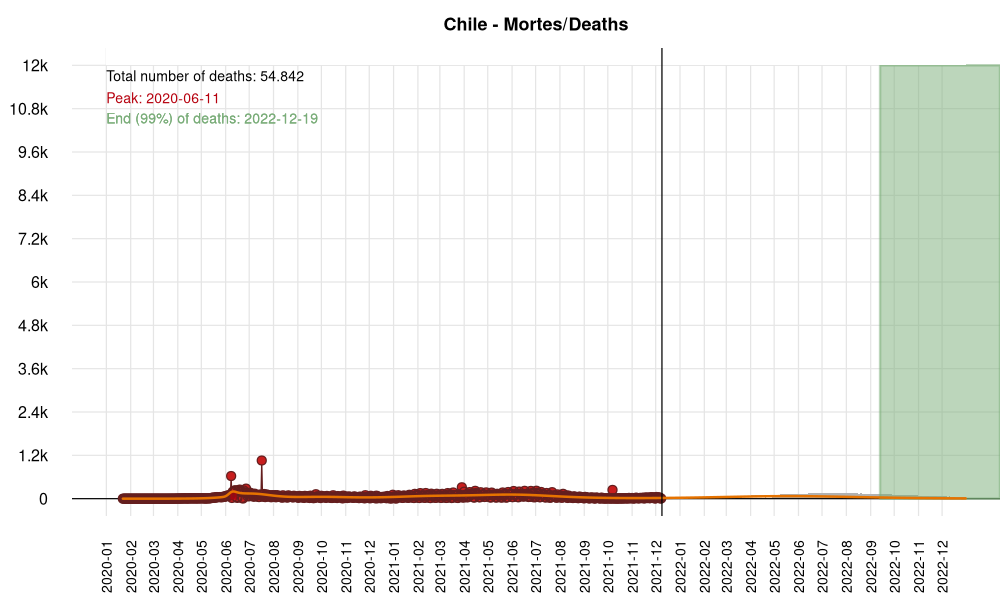 Chile - Mortes/Deaths
Total number of deaths: 54.842
Peak: 2020-06-11
End (99%) of deaths: 2022-12-19
12k
10.8k
9.6k
8.4k
7.2k
6k
4.8k
3.6k
2.4k
1.2k
0
2020-01
2020-02
2020-03
2020-04
2020-05
2020-06
2020-07
2020-08
2020-09
2020-10
2020-11
2020-12
2021-01
2021-02
2021-03
2021-04
2021-05
2021-06
2021-07
2021-08
2021-09
2021-10
2021-11
2021-12
2022-01
2022-02
2022-03
2022-04
2022-05
2022-06
2022-07
2022-08
2022-09
2022-10
2022-11
2022-12